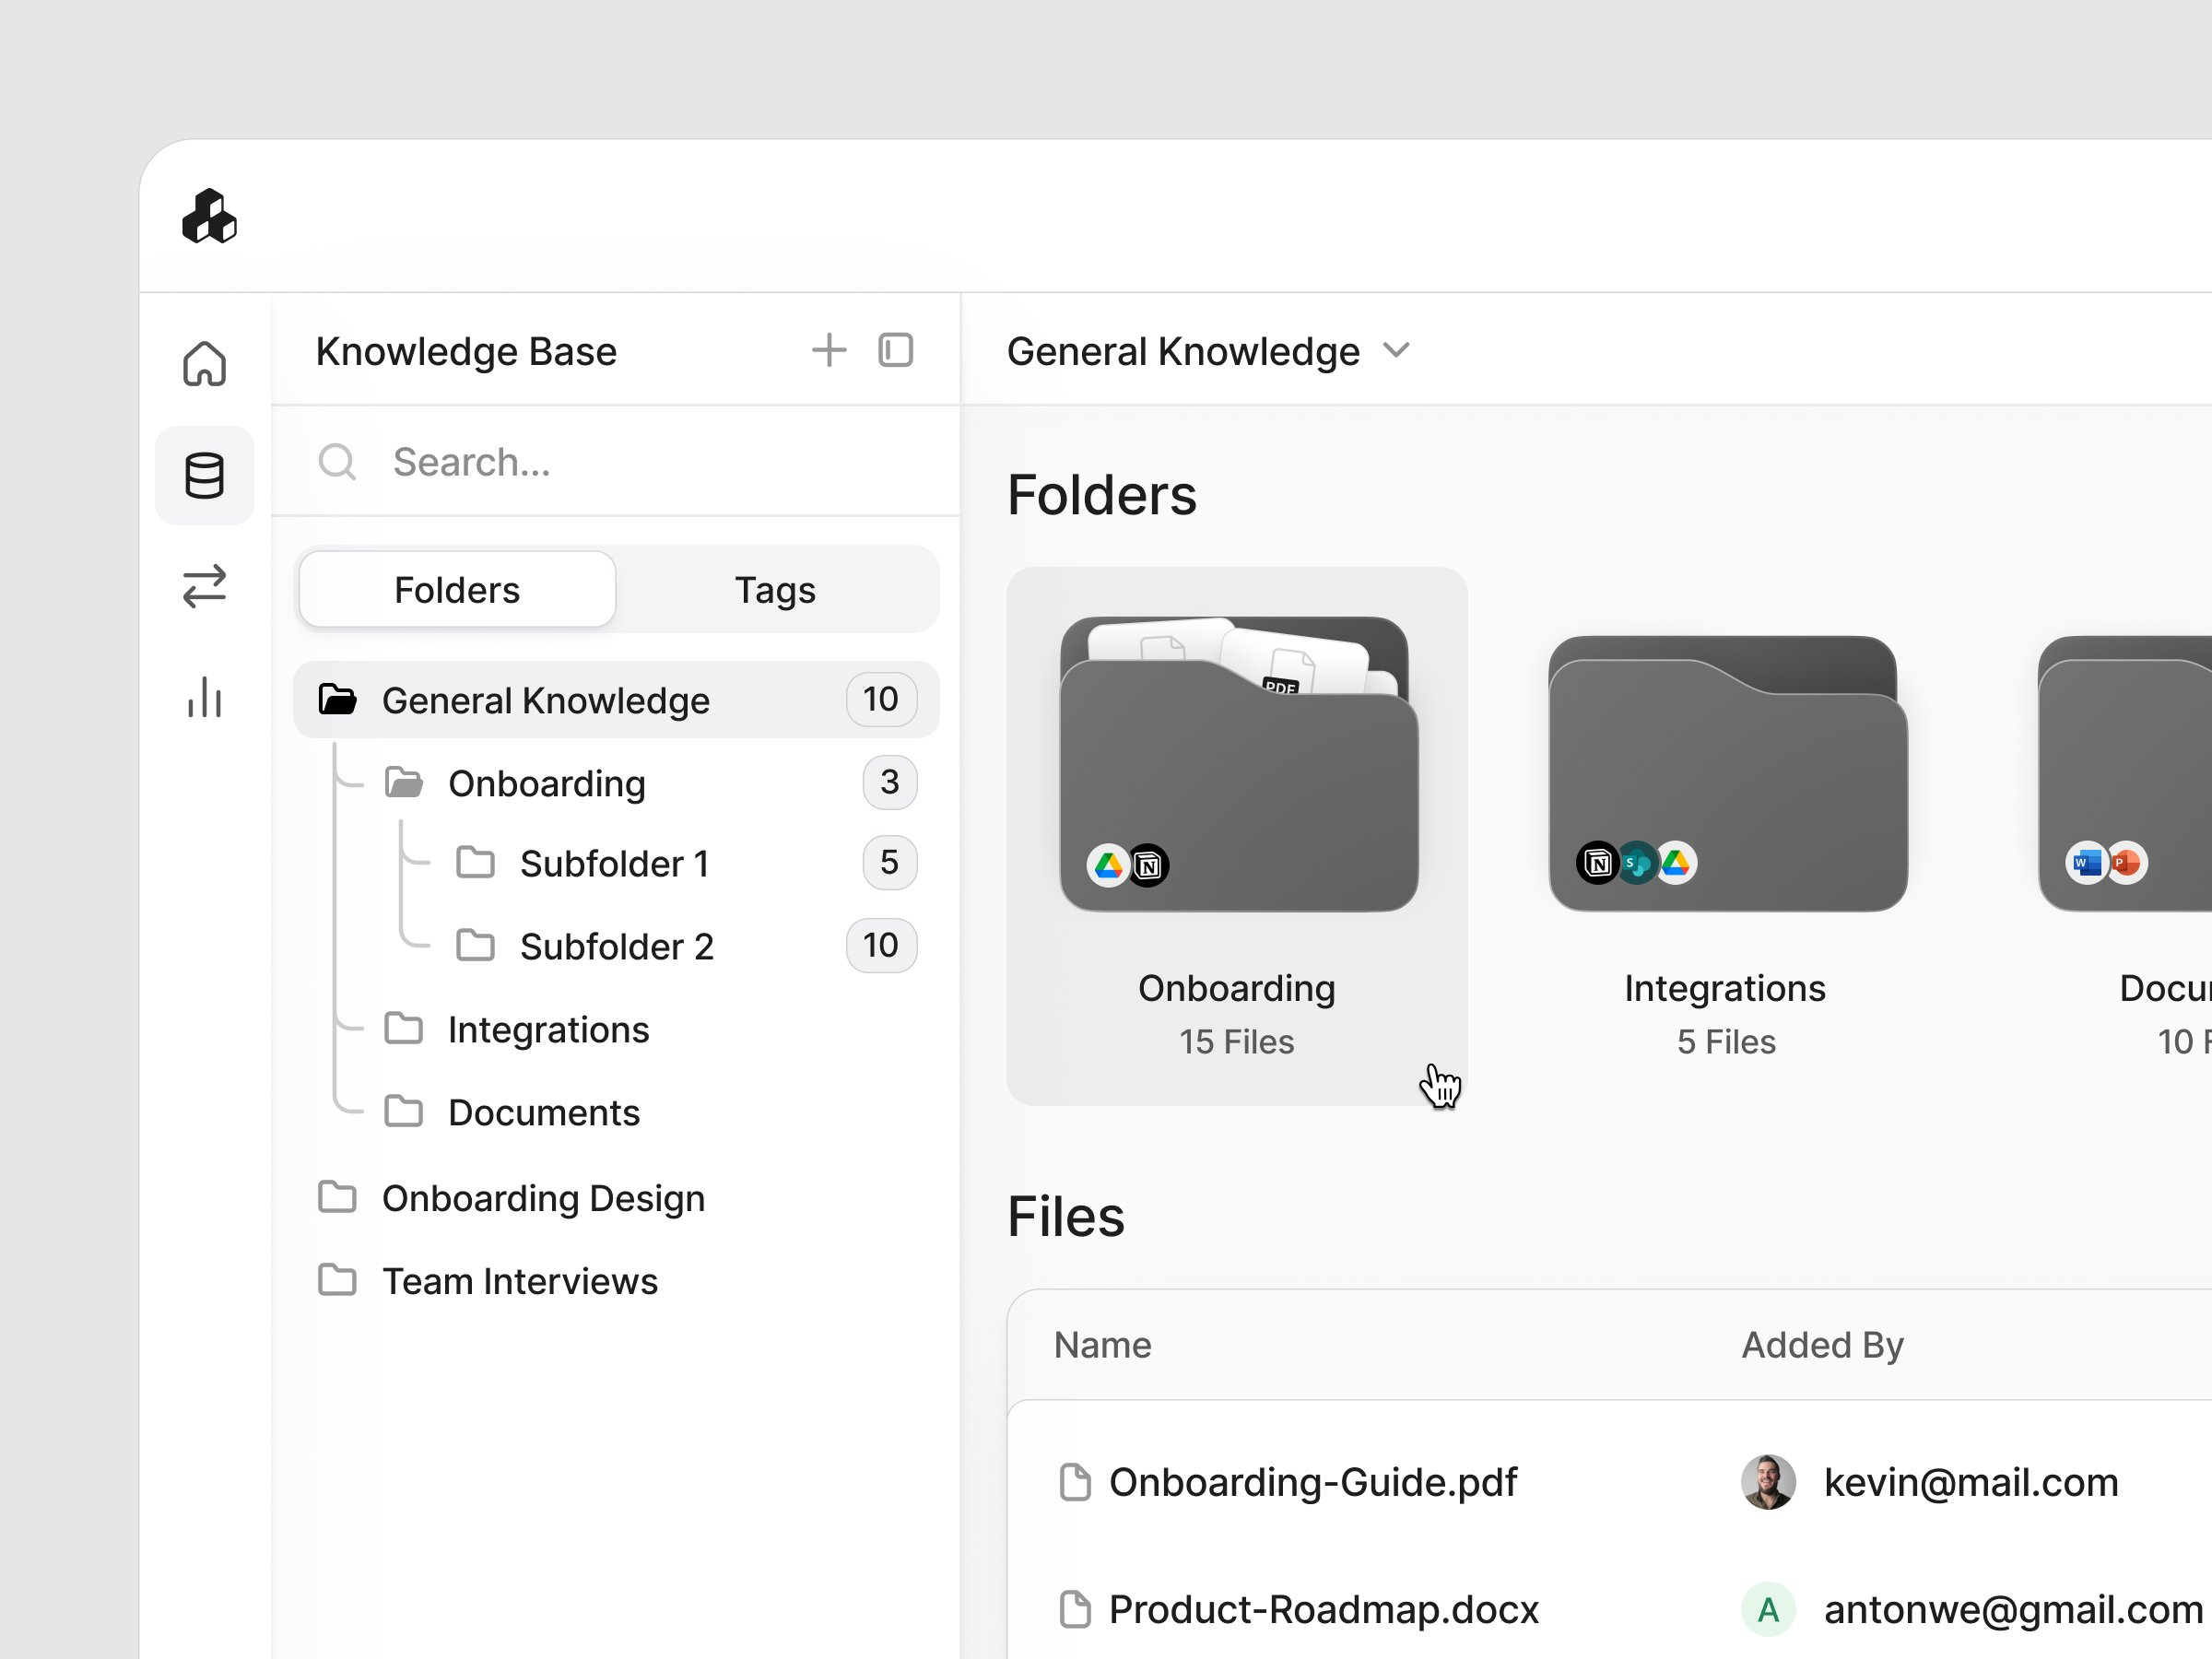 Knowledge Base
General Knowledge
Search...
Folders
Tags
General Knowledge 10
Onboarding 3
Subfolder 1 5
Subfolder 2 10
Integrations
Documents
Onboarding Design
Team Interviews
Folders
PDF
N
N
S
W
P
Onboarding
15 Files
Integrations
5 Files
Docu
10 F
Files
Name
Added By
Onboarding-Guide.pdf
kevin@mail.com
Product-Roadmap.docx
A
antonwe@gmail.com